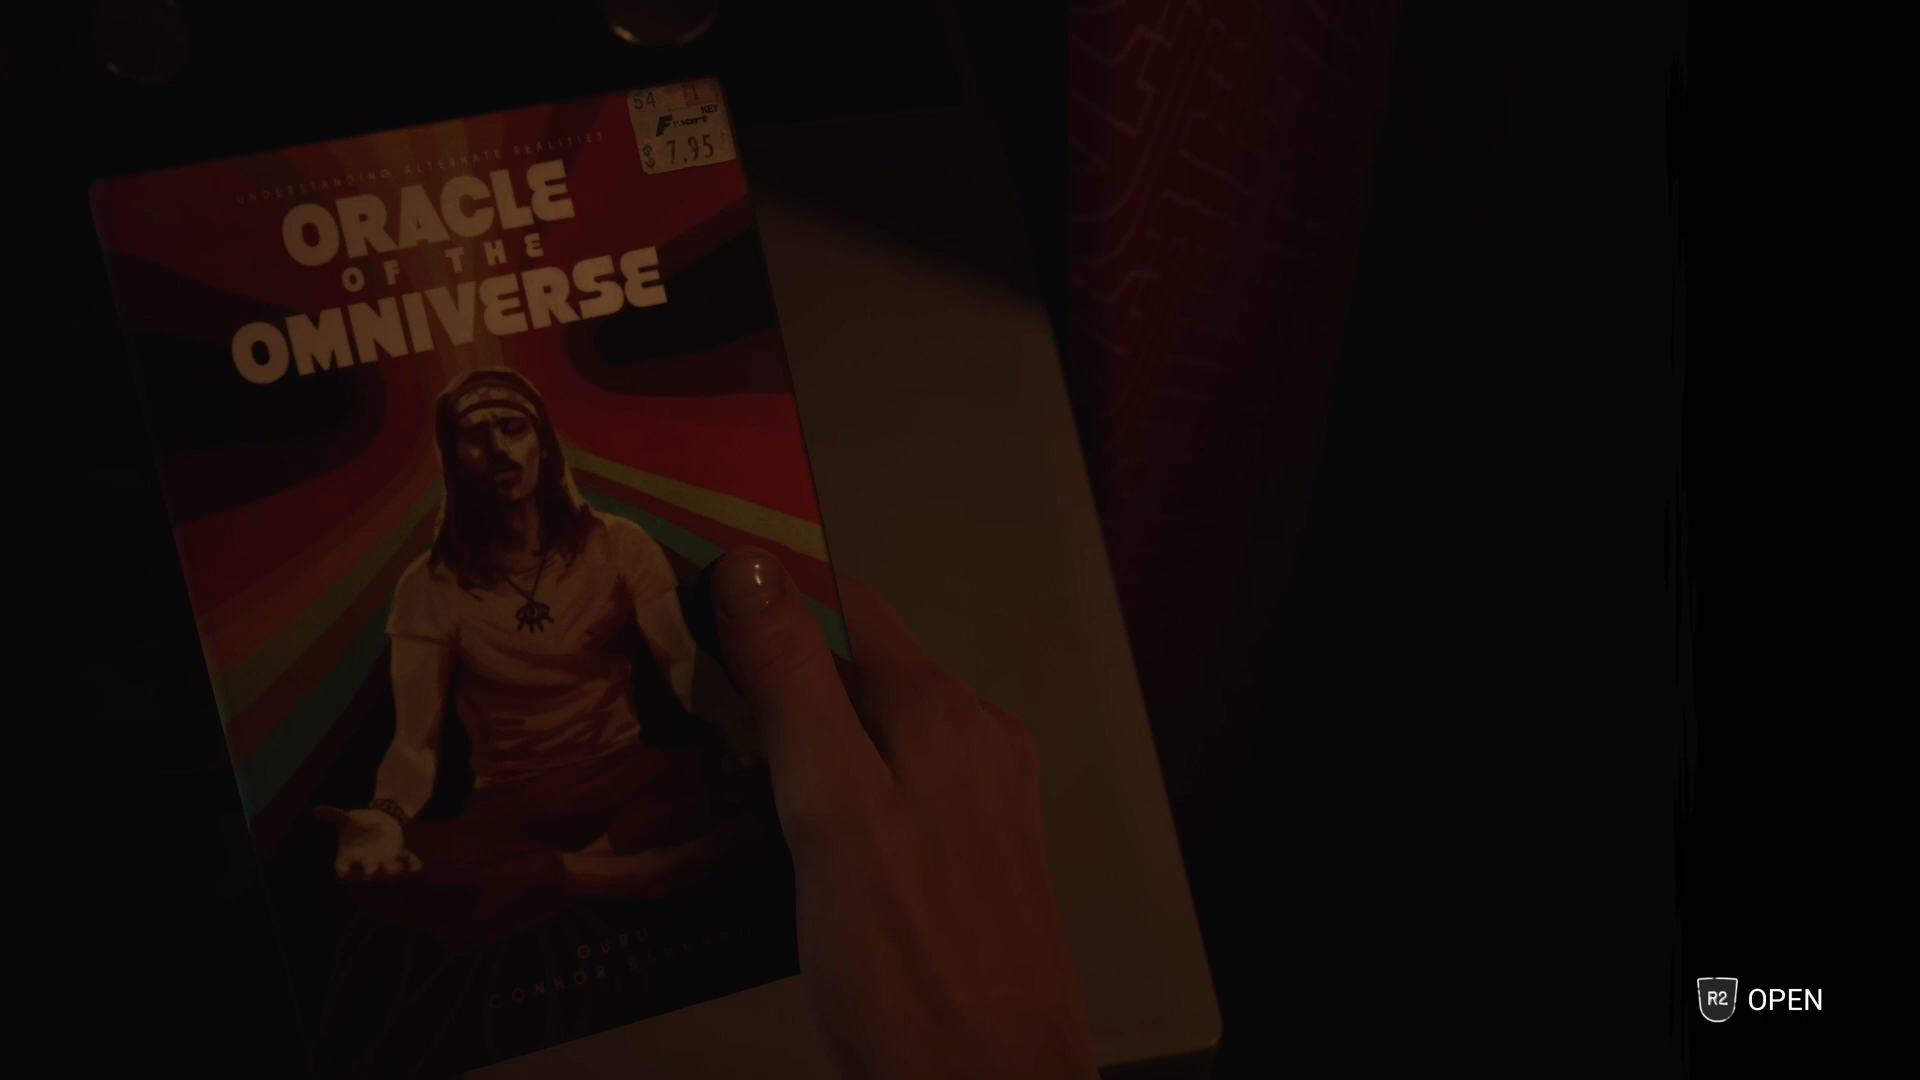 54
KEY
$ 7.95
UNDERSTANDING ALTERNATE REALITIES
ORACLE
OF THE
OMNIVERSE
GURU
CONNOR
R2 OPEN